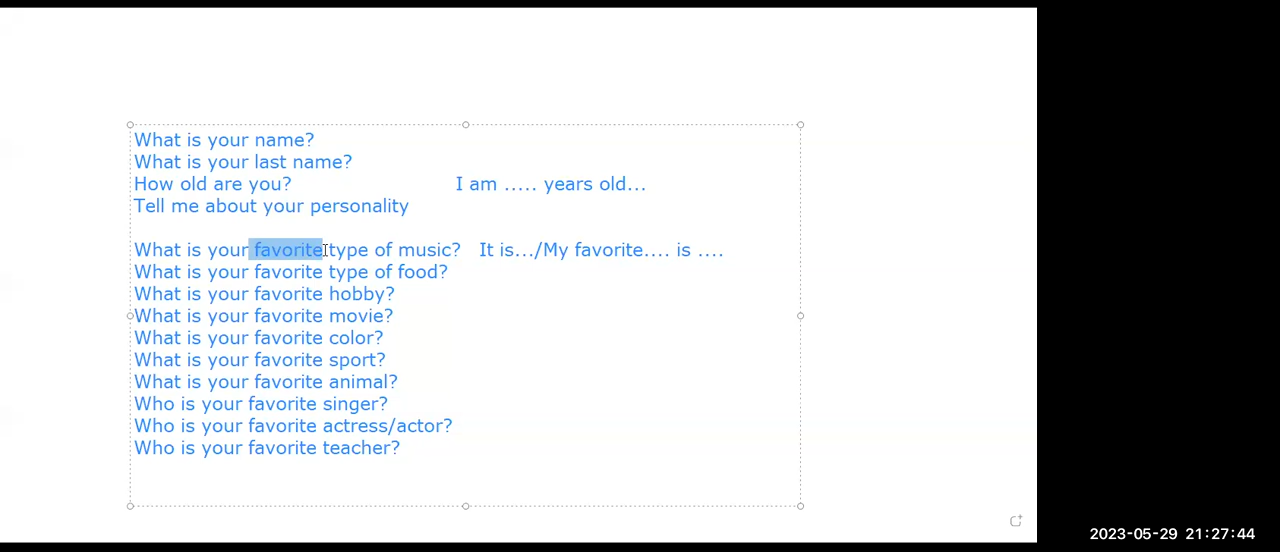 What is your name?
What is your last name?
How old are you? I am ..... years old...
Tell me about your personality
What is your favorite type of music? It is.../My favorite.... is ....
What is your favorite type of food?
What is your favorite hobby?
What is your favorite movie?
What is your favorite color?
What is your favorite sport?
What is your favorite animal?
Who is your favorite singer?
Who is your favorite actress/actor?
Who is your favorite teacher?
2023-05-29 21:27:44